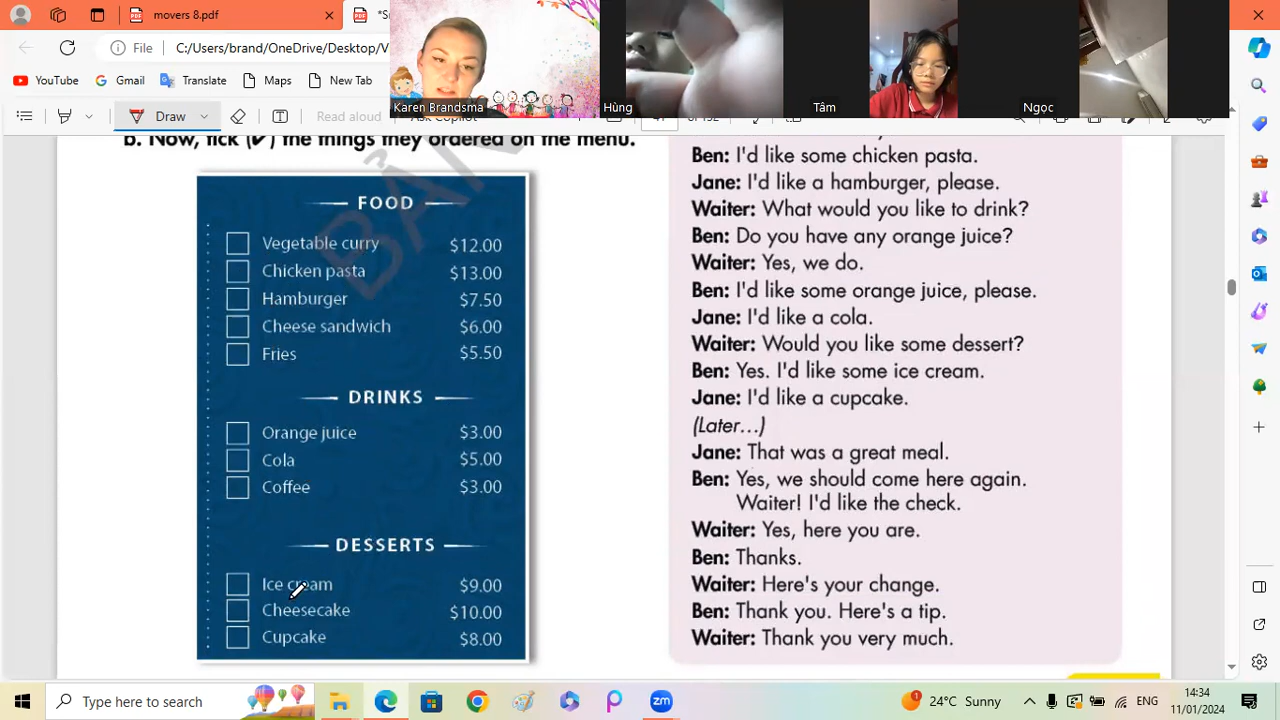 movers 8.pdf
File
C:/Users/brand/OneDrive/Desktop/V
YouTube
Gmail
Translate
Maps
New Tab
Draw
Read aloud
Ask Copilot
Karen Brandsma
Hùng
Tâm
Ngọc
b. Now, tick (✔) the things they ordered on the menu.
BẢN
FOOD
Vegetable curry $12.00
Chicken pasta $13.00
Hamburger $7.50
Cheese sandwich $6.00
Fries $5.50
DRINKS
Orange juice $3.00
Cola $5.00
Coffee $3.00
DESSERTS
Ice cream $9.00
Cheesecake $10.00
Cupcake $8.00
Ben: I'd like some chicken pasta.
Jane: I'd like a hamburger, please.
Waiter: What would you like to drink?
Ben: Do you have any orange juice?
Waiter: Yes, we do.
Ben: I'd like some orange juice, please.
Jane: I'd like a cola.
Waiter: Would you like some dessert?
Ben: Yes. I'd like some ice cream.
Jane: I'd like a cupcake.
(Later...)
Jane: That was a great meal.
Ben: Yes, we should come here again.
Waiter! I'd like the check.
Waiter: Yes, here you are.
Ben: Thanks.
Waiter: Here's your change.
Ben: Thank you. Here's a tip.
Waiter: Thank you very much.
Type here to search
zm
1
24°C Sunny
14:34
11/01/2024